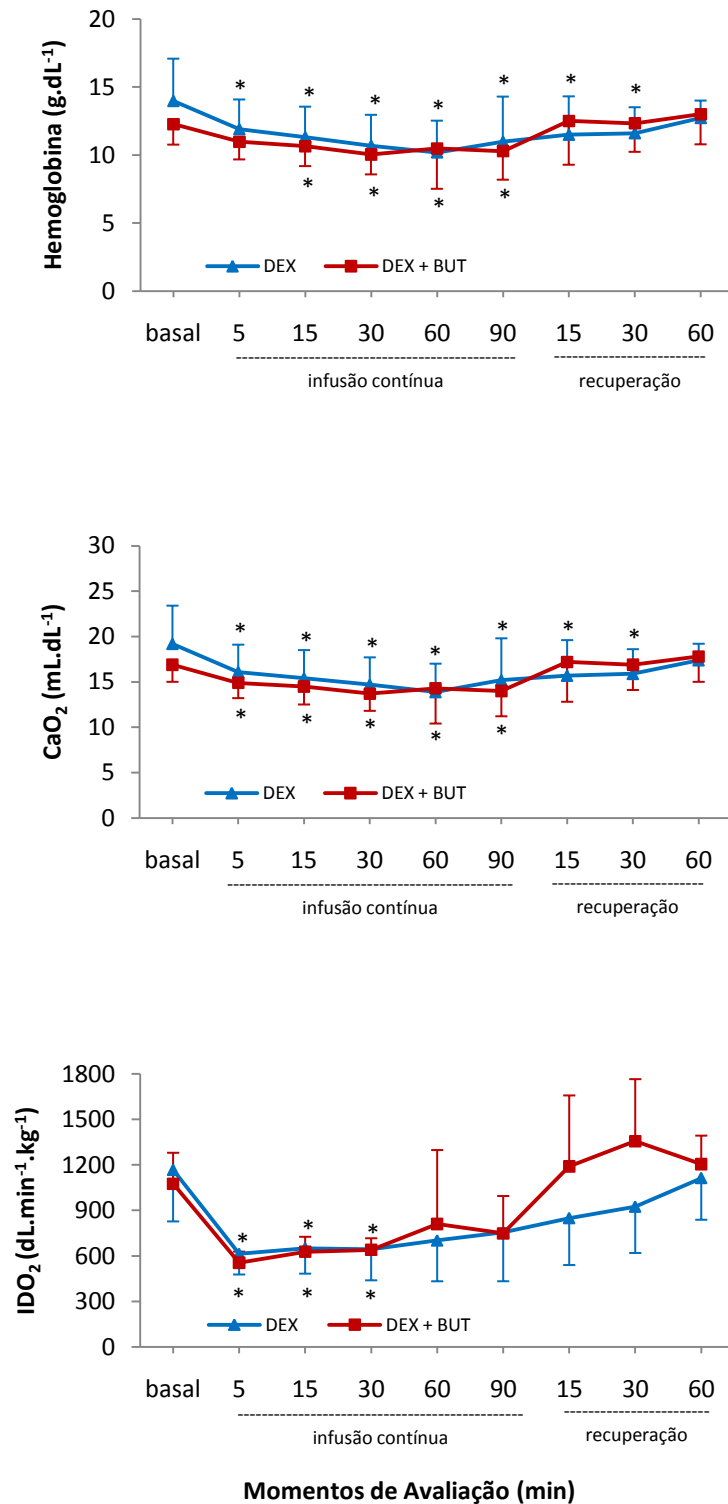 Hemoglobina (g.dL⁻¹)
20
15
10
5
0
* * * * * * *
* * * *
DEX DEX + BUT
basal 5 15 30 60 90 15 30 60
infusão contínua recuperação
CaO₂ (mL.dL⁻¹)
30
25
20
15
10
5
0
* * * * * * *
* * * * *
DEX DEX + BUT
basal 5 15 30 60 90 15 30 60
infusão contínua recuperação
IDO₂ (dL.min⁻¹.kg⁻¹)
1800
1500
1200
900
600
300
0
* * *
* * *
DEX DEX + BUT
basal 5 15 30 60 90 15 30 60
infusão contínua recuperação
Momentos de Avaliação (min)